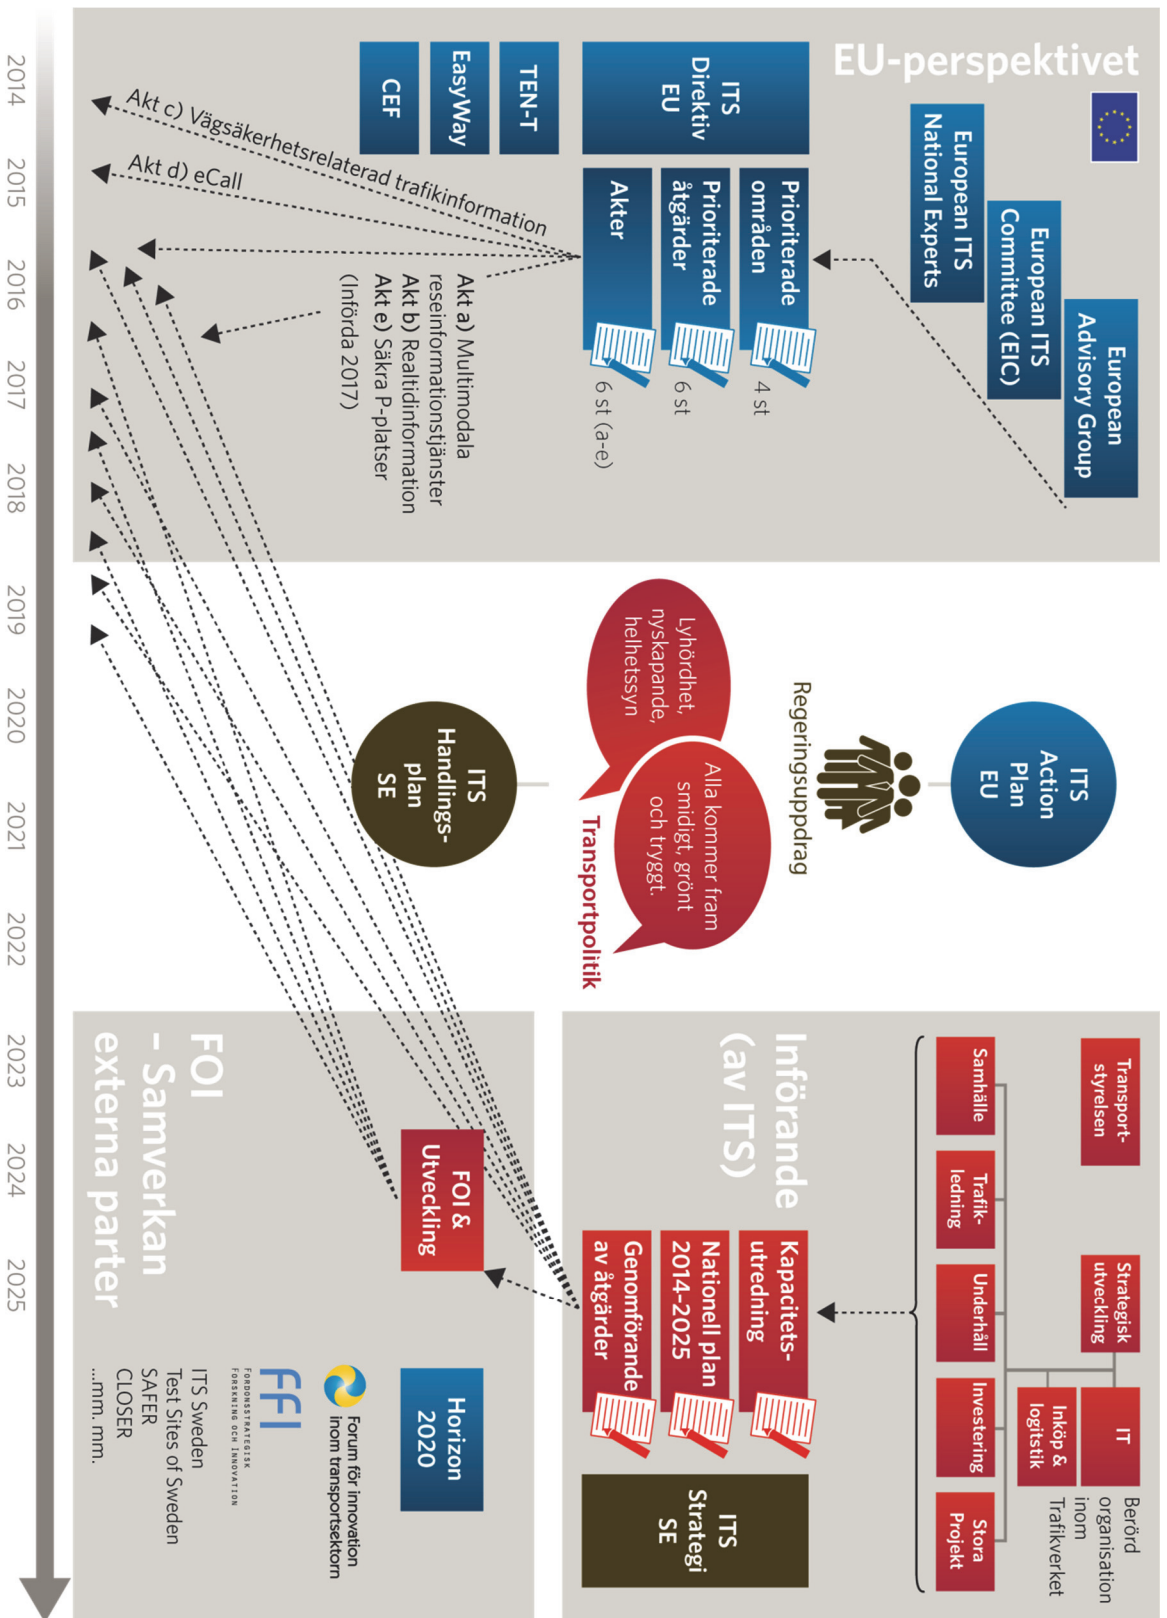 EU-perspektivet
European ITS
National Experts
European ITS
Committee (EIC)
European
Advisory Group
ITS
Direktiv
EU
Prioriterade
områden
4 st
Prioriterade
åtgärder
6 st
Akter
6 st (a-e)
TEN-T
EasyWay
CEF
Akt c) Vägsäkerhetsrelaterad trafikinformation
Akt d) eCall
Akt a) Multimodala
reseinformationstjänster
Akt b) Realtidinformation
Akt e) Säkra P-platser
(Införda 2017)
ITS
Action
Plan
EU
Regeringsuppdrag
Lyhördhet,
nyskapande,
helhetssyn
Alla kommer fram
smidigt, grönt
och tryggt.
Transportpolitik
ITS
Handlings-
plan
SE
Transport-
styrelsen
Strategisk
utveckling
IT
Inköp &
logitstik
Berörd
organisation
inom
Trafikverket
Samhälle
Trafik-
ledning
Underhåll
Investering
Stora
Projekt
Införande
(av ITS)
Kapacitets-
utredning
Nationell plan
2014-2025
Genomförande
av åtgärder
ITS
Strategi
SE
FOI &
Utveckling
Horizon
2020
FOI
- Samverkan
externa parter
Forum för innovation
inom transportsektorn
FFI
FORDONSSTRATEGISK
FORSKNING OCH INNOVATION
ITS Sweden
Test Sites of Sweden
SAFER
CLOSER
...mm. mm.
2014 2015 2016 2017 2018 2019 2020 2021 2022 2023 2024 2025